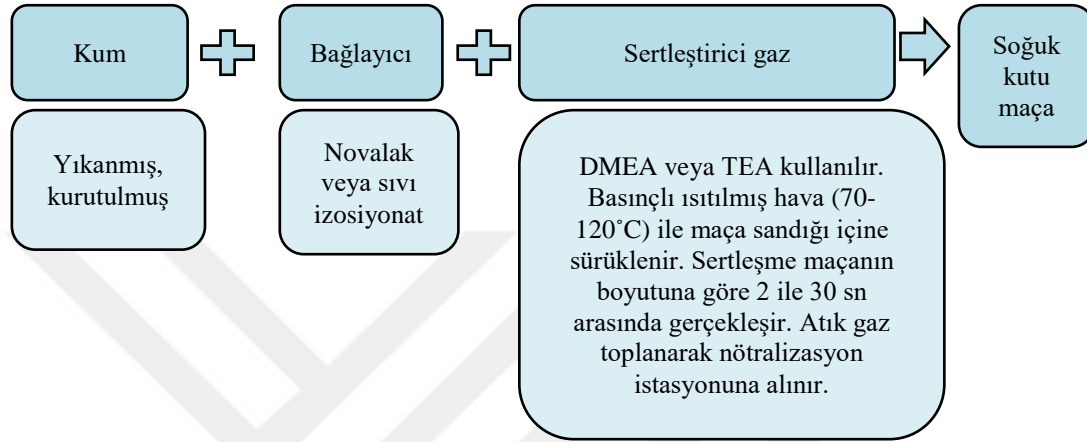 Kum
Bağlayıcı
Sertleştirici gaz
Soğuk
kutu
maça
Yıkanmış,
kurutulmuş
Novalak
veya sıvı
izosiyonat
DMEA veya TEA kullanılır.
Basınçlı ısıtılmış hava (70-
120˚C) ile maça sandığı içine
sürüklenir. Sertleşme maçanın
boyutuna göre 2 ile 30 sn
arasında gerçekleşir. Atık gaz
toplanarak nötralizasyon
istasyonuna alınır.